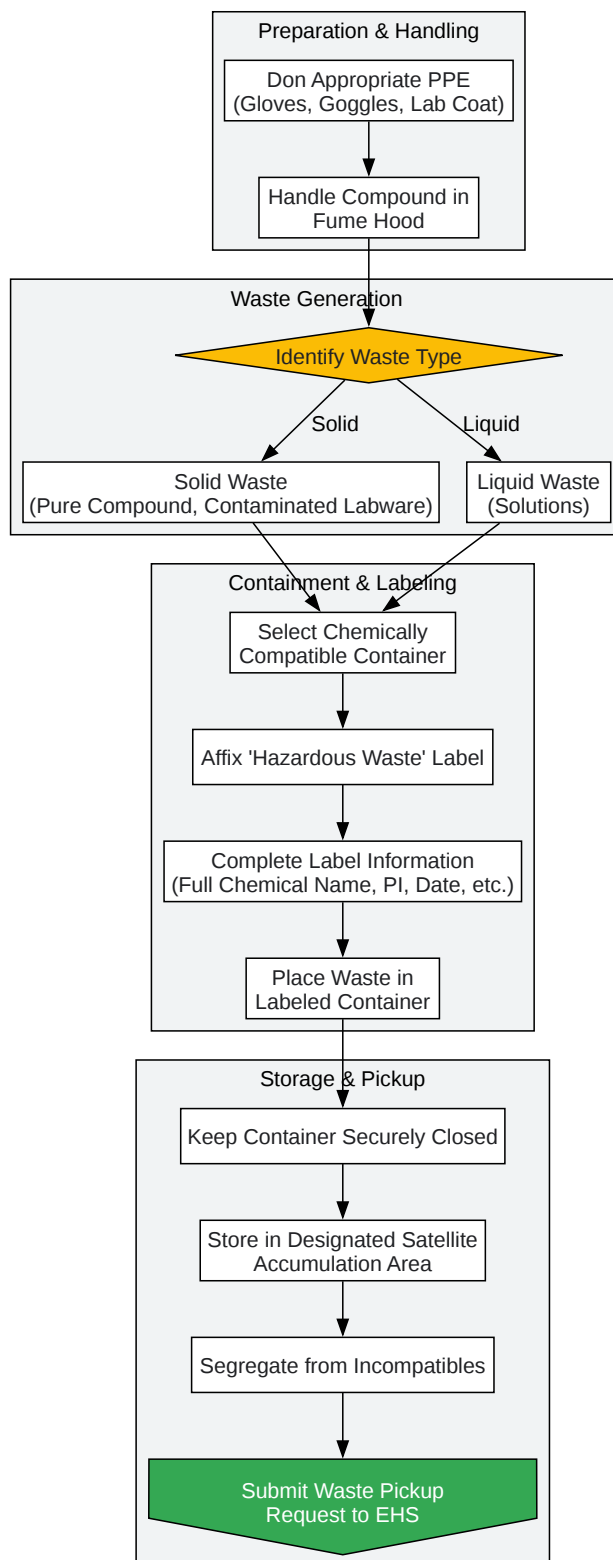 Preparation & Handling
Don Appropriate PPE
(Gloves, Goggles, Lab Coat)
Handle Compound in
Fume Hood
Waste Generation
Identify Waste Type
Solid
Liquid
Solid Waste
(Pure Compound, Contaminated Labware)
Liquid Waste
(Solutions)
Containment & Labeling
Select Chemically
Compatible Container
Affix 'Hazardous Waste' Label
Complete Label Information
(Full Chemical Name, PI, Date, etc.)
Place Waste in
Labeled Container
Storage & Pickup
Keep Container Securely Closed
Store in Designated Satellite
Accumulation Area
Segregate from Incompatibles
Submit Waste Pickup
Request to EHS